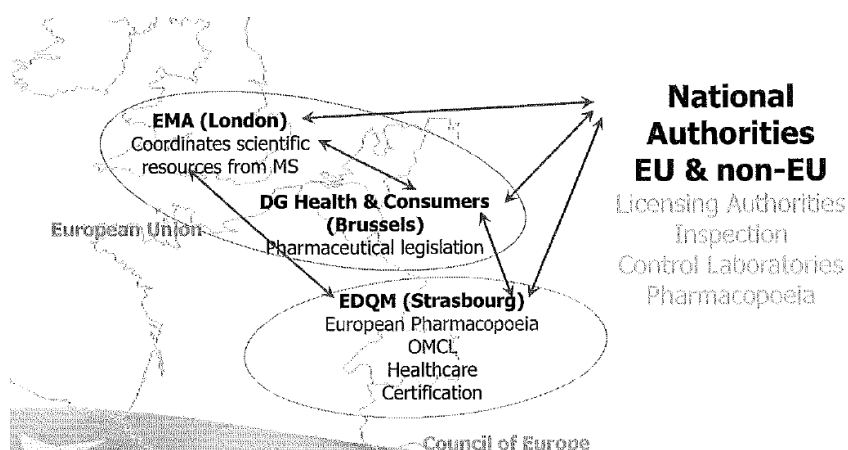 EMA (London)
Coordinates scientific
resources from MS
DG Health & Consumers
(Brussels)
European Union
Pharmaceutical legislation
EDQM (Strasbourg)
European Pharmacopoeia
OMCL
Healthcare
Certification
Council of Europe
National
Authorities
EU & non-EU
Licensing Authorities
Inspection
Control Laboratories
Pharmacopoeia